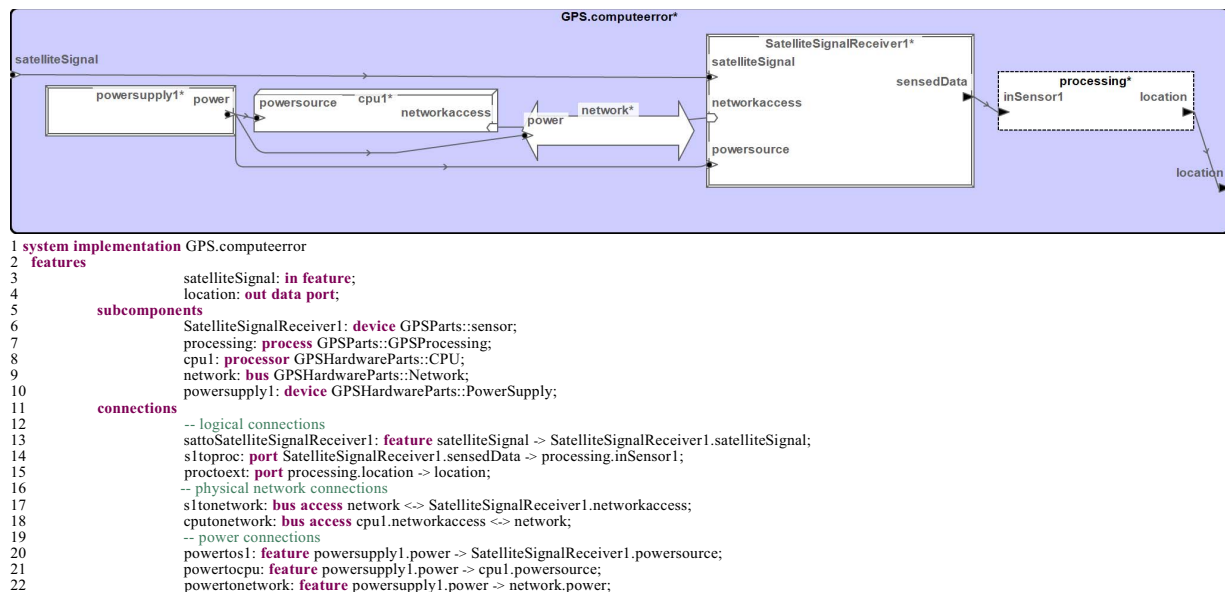 GPS.computeerror*
satelliteSignal
SatelliteSignalReceiver1*
satelliteSignal
sensedData
processing*
powersupply1*
power
powersource
cpu1*
networkaccess
network*
power
networkaccess
inSensor1
location
powersource
location
1 system implementation GPS.computeerror
2 features
3 satelliteSignal: in feature;
4 location: out data port;
5 subcomponents
6 SatelliteSignalReceiver1: device GPSParts::sensor;
7 processing: process GPSParts::GPSProcessing;
8 cpu1: processor GPSHardwareParts::CPU;
9 network: bus GPSHardwareParts::Network;
10 powersupply1: device GPSHardwareParts::PowerSupply;
11 connections
12 -- logical connections
13 sattoSatelliteSignalReceiver1: feature satelliteSignal -> SatelliteSignalReceiver1.satelliteSignal;
14 s1toproc: port SatelliteSignalReceiver1.sensedData -> processing.inSensor1;
15 proctoext: port processing.location -> location;
16 -- physical network connections
17 s1tonetwork: bus access network <-> SatelliteSignalReceiver1.networkaccess;
18 cputonetwork: bus access cpu1.networkaccess <-> network;
19 -- power connections
20 powertos1: feature powersupply1.power -> SatelliteSignalReceiver1.powersource;
21 powertocpu: feature powersupply1.power -> cpu1.powersource;
22 powertonetwork: feature powersupply1.power -> network.power;